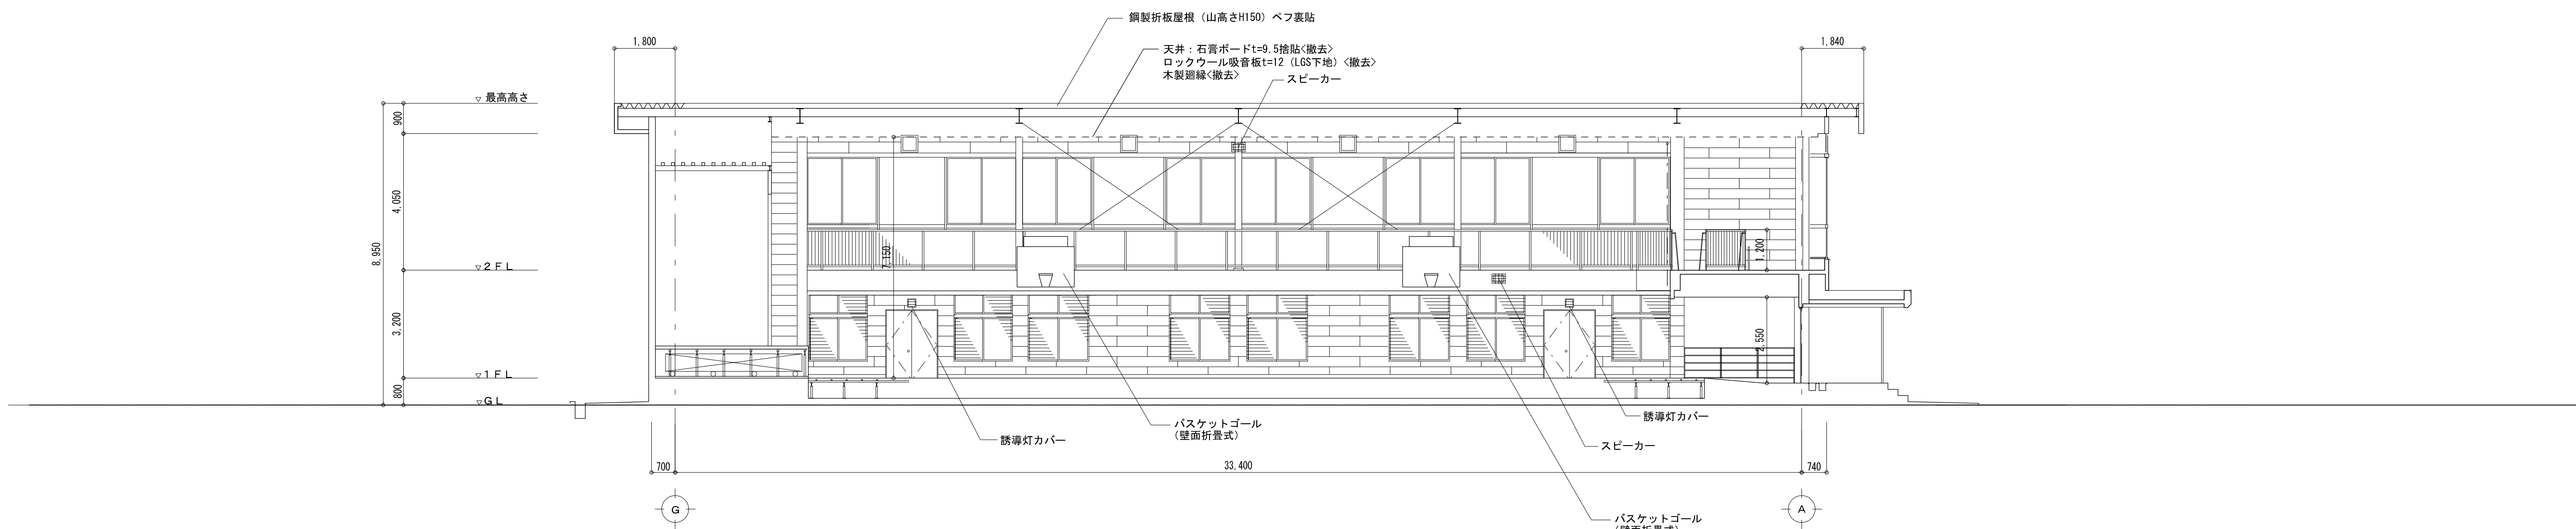 鋼製折板屋根（山高さH150）ペフ裏貼
1,800
天井：石膏ボードt=9.5捨貼<撤去>
ロックウール吸音板t=12（LGS下地）<撤去>
木製廻縁<撤去>
スピーカー
1,840
▽ 最高高さ
900
4,050
8,950
7,150
1,200
▽２ＦＬ
3,200
2,550
▽１ＦＬ
800
▽ＧＬ
誘導灯カバー
バスケットゴール
（壁面折畳式）
誘導灯カバー
スピーカー
700
33,400
740
G
A
バスケットゴール
（壁面折畳式）